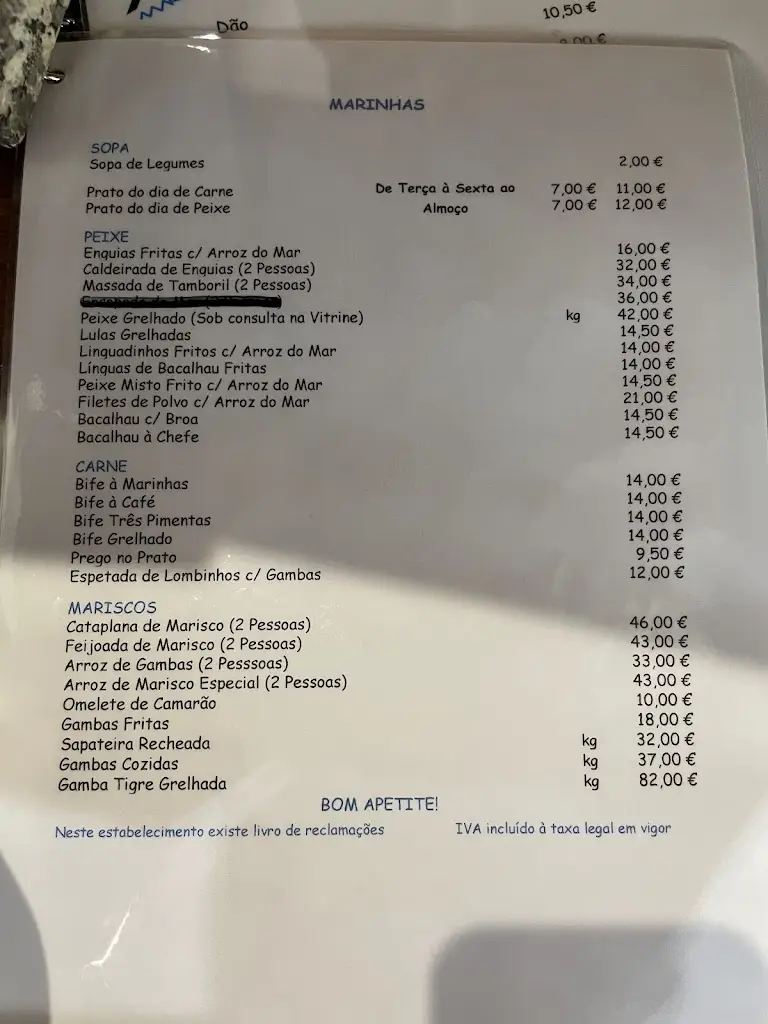 Dão
10,50 €
MARINHAS
SOPA
Sopa de Legumes 2,00 €
Prato do dia de Carne De Terça à Sexta ao 7,00 € 11,00 €
Prato do dia de Peixe Almoço 7,00 € 12,00 €
PEIXE
Enguias Fritas c/ Arroz do Mar 16,00 €
Caldeirada de Enguias (2 Pessoas) 32,00 €
Massada de Tamboril (2 Pessoas) 34,00 €
36,00 €
Peixe Grelhado (Sob consulta na Vitrine) kg 42,00 €
Lulas Grelhadas 14,50 €
Linguadinhos Fritos c/ Arroz do Mar 14,00 €
Línguas de Bacalhau Fritas 14,00 €
Peixe Misto Frito c/ Arroz do Mar 14,50 €
Filetes de Polvo c/ Arroz do Mar 21,00 €
Bacalhau c/ Broa 14,50 €
Bacalhau à Chefe 14,50 €
CARNE
Bife à Marinhas 14,00 €
Bife à Café 14,00 €
Bife Três Pimentas 14,00 €
Bife Grelhado 14,00 €
Prego no Prato 9,50 €
Espetada de Lombinhos c/ Gambas 12,00 €
MARISCOS
Cataplana de Marisco (2 Pessoas) 46,00 €
Feijoada de Marisco (2 Pessoas) 43,00 €
Arroz de Gambas (2 Pesssoas) 33,00 €
Arroz de Marisco Especial (2 Pessoas) 43,00 €
Omelete de Camarão 10,00 €
Gambas Fritas 18,00 €
Sapateira Recheada kg 32,00 €
Gambas Cozidas kg 37,00 €
Gamba Tigre Grelhada kg 82,00 €
BOM APETITE!
Neste estabelecimento existe livro de reclamações IVA incluído à taxa legal em vigor